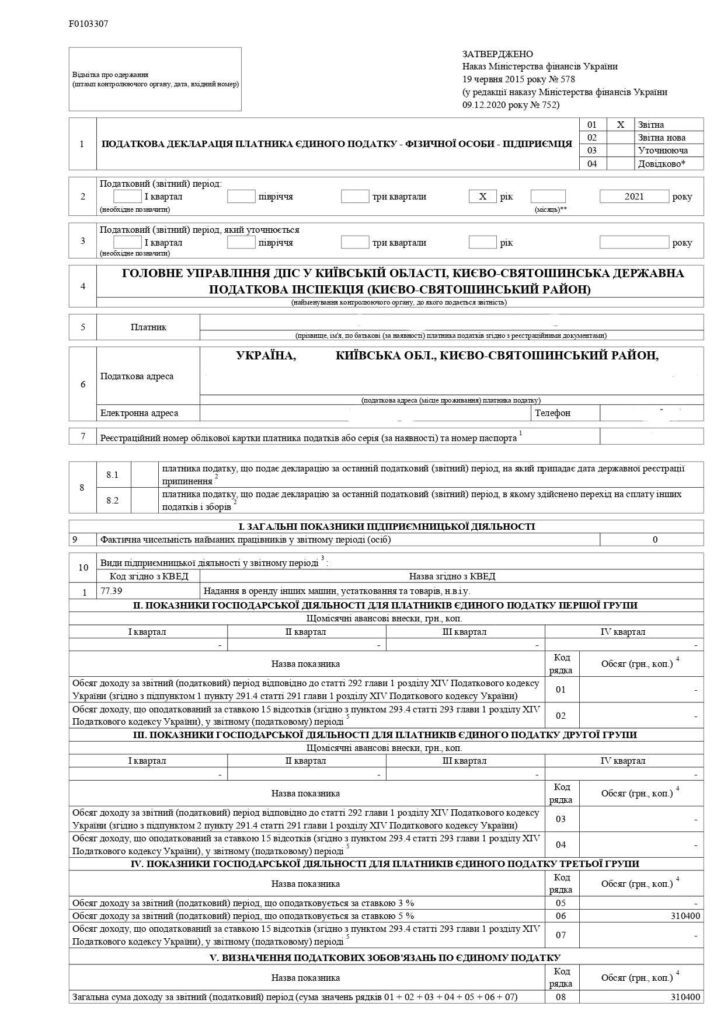 F0103307
Відмітка про одержання
(штамп контролюючого органу, дата, вхідний номер)
ЗАТВЕРДЖЕНО
Наказ Міністерства фінансів України
19 червня 2015 року № 578
(у редакції наказу Міністерства фінансів України
09.12.2020 року № 752)
1 ПОДАТКОВА ДЕКЛАРАЦІЯ ПЛАТНИКА ЄДИНОГО ПОДАТКУ - ФІЗИЧНОЇ ОСОБИ - ПІДПРИЄМЦЯ
01 X Звітна
02 Звітна нова
03 Уточнююча
04 Довідково*
Податковий (звітний) період:
2 І квартал півріччя три квартали X рік 2021 року
(необхідне позначити) (місяць)**
Податковий (звітний) період, який уточнюється
3 І квартал півріччя три квартали рік року
(необхідне позначити)
4 ГОЛОВНЕ УПРАВЛІННЯ ДПС У КИЇВСЬКІЙ ОБЛАСТІ, КИЄВО-СВЯТОШИНСЬКА ДЕРЖАВНА
ПОДАТКОВА ІНСПЕКЦІЯ (КИЄВО-СВЯТОШИНСЬКИЙ РАЙОН)
(найменування контролюючого органу, до якого подається звітність)
5 Платник
(прізвище, ім'я, по батькові (за наявності) платника податків згідно з реєстраційними документами)
УКРАЇНА, КИЇВСЬКА ОБЛ., КИЄВО-СВЯТОШИНСЬКИЙ РАЙОН,
6 Податкова адреса
(податкова адреса (місце проживання) платника податку)
Електронна адреса Телефон
7 Реєстраційний номер облікової картки платника податків або серія (за наявності) та номер паспорта 1
8 8.1 платника податку, що подає декларацію за останній податковий (звітний) період, на який припадає дата державної реєстрації
припинення 2
8.2 платника податку, що подає декларацію за останній податковий (звітний) період, в якому здійснено перехід на сплату інших
податків і зборів 2
І. ЗАГАЛЬНІ ПОКАЗНИКИ ПІДПРИЄМНИЦЬКОЇ ДІЯЛЬНОСТІ
9 Фактична чисельність найманих працівників у звітному періоді (осіб) 0
10 Види підприємницької діяльності у звітному періоді 3 :
Код згідно з КВЕД Назва згідно з КВЕД
1 77.39 Надання в оренду інших машин, устатковання та товарів, н.в.і.у.
ІІ. ПОКАЗНИКИ ГОСПОДАРСЬКОЇ ДІЯЛЬНОСТІ ДЛЯ ПЛАТНИКІВ ЄДИНОГО ПОДАТКУ ПЕРШОЇ ГРУПИ
Щомісячні авансові внески, грн., коп.
І квартал ІІ квартал ІІІ квартал IV квартал
- - - -
Назва показника Код рядка Обсяг (грн., коп.) 4
Обсяг доходу за звітний (податковий) період відповідно до статті 292 глави 1 розділу XIV Податкового кодексу
України (згідно з підпунктом 1 пункту 291.4 статті 291 глави 1 розділу XIV Податкового кодексу України) 01 -
Обсяг доходу, що оподаткований за ставкою 15 відсотків (згідно з пунктом 293.4 статті 293 глави 1 розділу XIV
Податкового кодексу України), у звітному (податковому) періоді 5 02 -
ІІІ. ПОКАЗНИКИ ГОСПОДАРСЬКОЇ ДІЯЛЬНОСТІ ДЛЯ ПЛАТНИКІВ ЄДИНОГО ПОДАТКУ ДРУГОЇ ГРУПИ
Щомісячні авансові внески, грн., коп.
І квартал ІІ квартал ІІІ квартал IV квартал
- - - -
Назва показника Код рядка Обсяг (грн., коп.) 4
Обсяг доходу за звітний (податковий) період відповідно до статті 292 глави 1 розділу XIV Податкового кодексу
України (згідно з підпунктом 2 пункту 291.4 статті 291 глави 1 розділу XIV Податкового кодексу України) 03 -
Обсяг доходу, що оподаткований за ставкою 15 відсотків (згідно з пунктом 293.4 статті 293 глави 1 розділу XIV
Податкового кодексу України), у звітному (податковому) періоді 5 04 -
IV. ПОКАЗНИКИ ГОСПОДАРСЬКОЇ ДІЯЛЬНОСТІ ДЛЯ ПЛАТНИКІВ ЄДИНОГО ПОДАТКУ ТРЕТЬОЇ ГРУПИ
Назва показника Код рядка Обсяг (грн., коп.) 4
Обсяг доходу за звітний (податковий) період, що оподатковується за ставкою 3 % 05 -
Обсяг доходу за звітний (податковий) період, що оподатковується за ставкою 5 % 06 310400
Обсяг доходу, що оподаткований за ставкою 15 відсотків (згідно з пунктом 293.4 статті 293 глави 1 розділу XIV
Податкового кодексу України), у звітному (податковому) періоді 5 07 -
V. ВИЗНАЧЕННЯ ПОДАТКОВИХ ЗОБОВ'ЯЗАНЬ ПО ЄДИНОМУ ПОДАТКУ
Назва показника Код рядка Обсяг (грн., коп.) 4
Загальна сума доходу за звітний (податковий) період (сума значень рядків 01 + 02 + 03 + 04 + 05 + 06 + 07) 08 310400